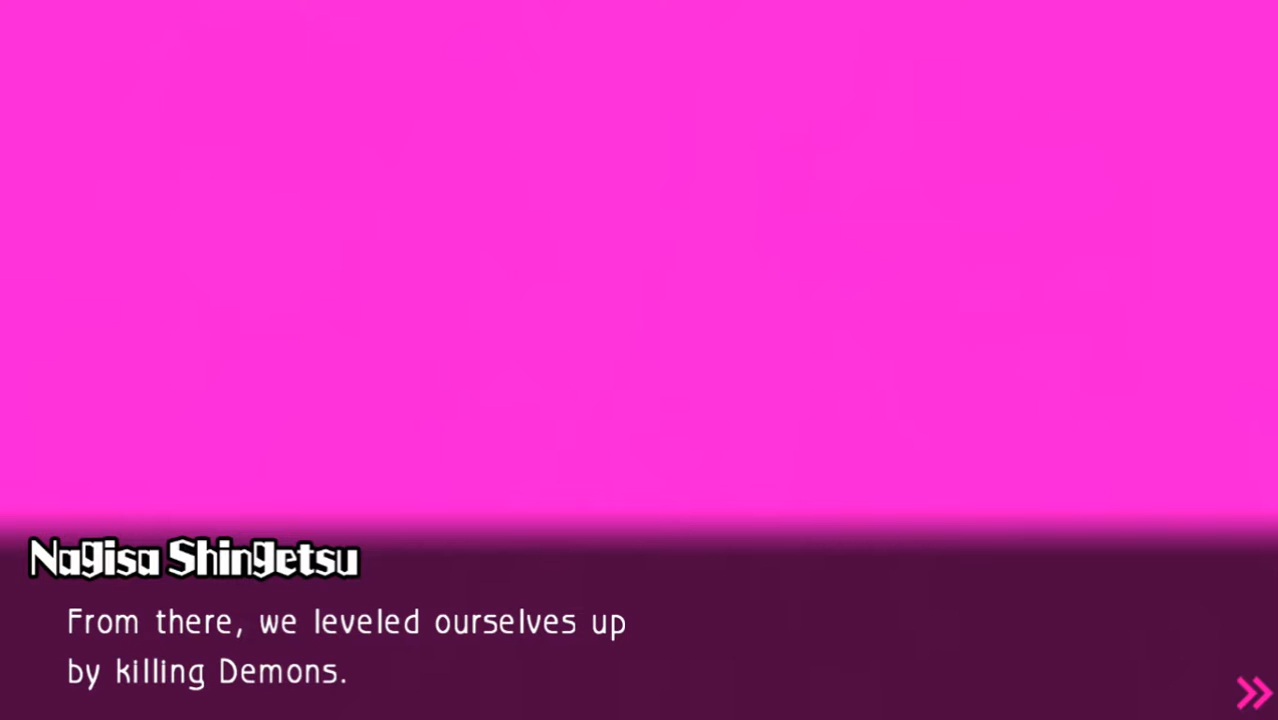 Nagisa Shingetsu
From there, we leveled ourselves up
by killing Demons.